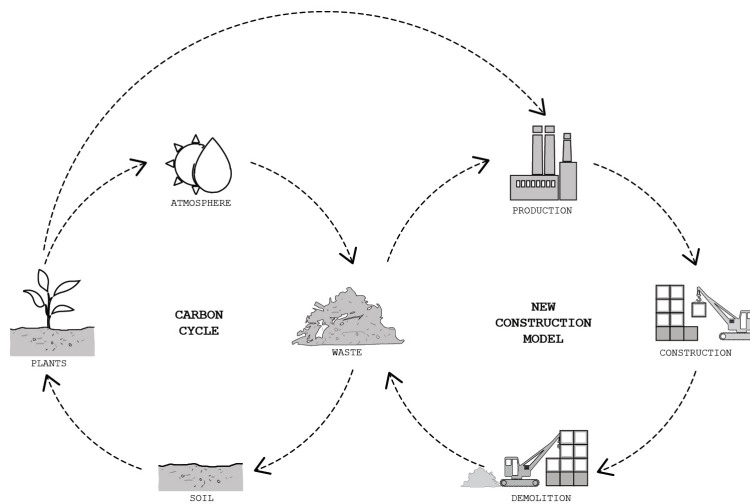 ATMOSPHERE
PRODUCTION
CARBON
CYCLE
NEW
CONSTRUCTION
MODEL
PLANTS
WASTE
CONSTRUCTION
SOIL
DEMOLITION